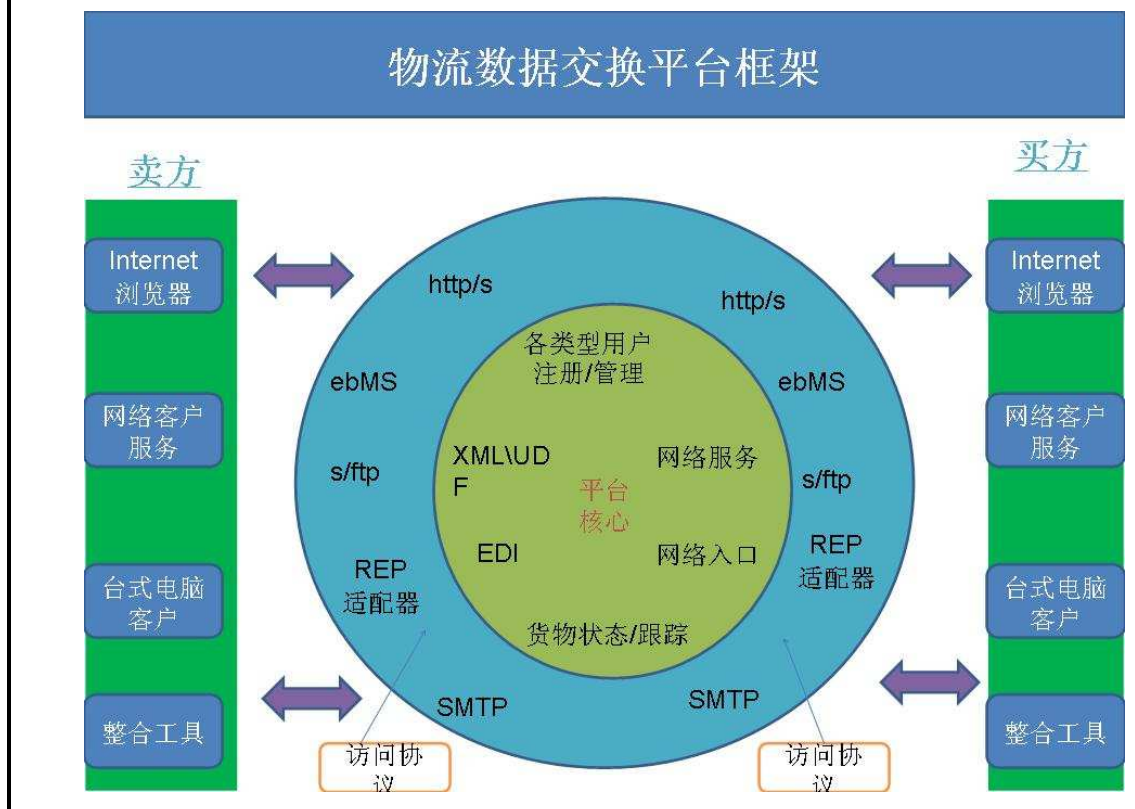 物流数据交换平台框架
卖方
买方
Internet
浏览器
网络客户
服务
台式电脑
客户
整合工具
http/s
ebMS
s/ftp
REP
适配器
SMTP
访问协
议
各类型用户
注册/管理
XML\UD
F
网络服务
平台
核心
EDI
网络入口
货物状态/跟踪
http/s
ebMS
s/ftp
REP
适配器
SMTP
访问协
议
Internet
浏览器
网络客户
服务
台式电脑
客户
整合工具